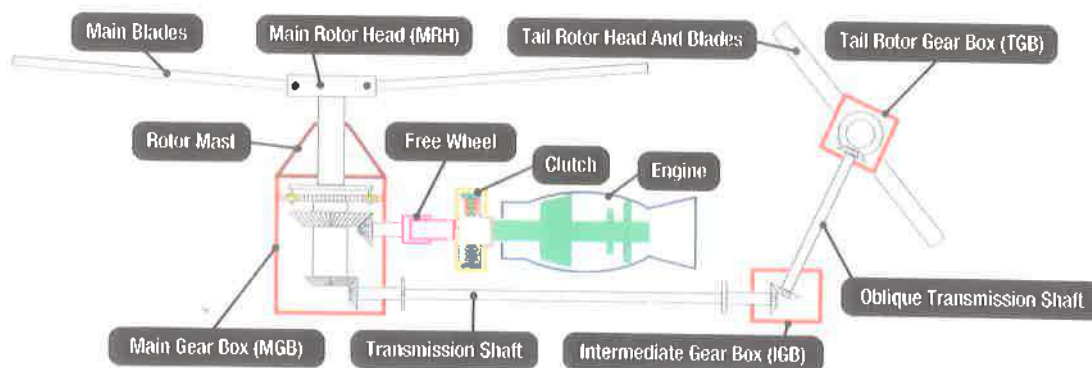 Main Blades
Main Rotor Head (MRH)
Tail Rotor Head And Blades
Tail Rotor Gear Box (TGB)
Rotor Mast
Free Wheel
Clutch
Engine
Oblique Transmission Shaft
Main Gear Box (MGB)
Transmission Shaft
Intermediate Gear Box (IGB)